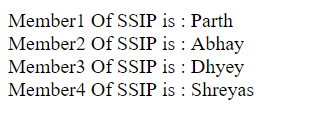 Member1 Of SSIP is : Parth
Member2 Of SSIP is : Abhay
Member3 Of SSIP is : Dhyey
Member4 Of SSIP is : Shreyas